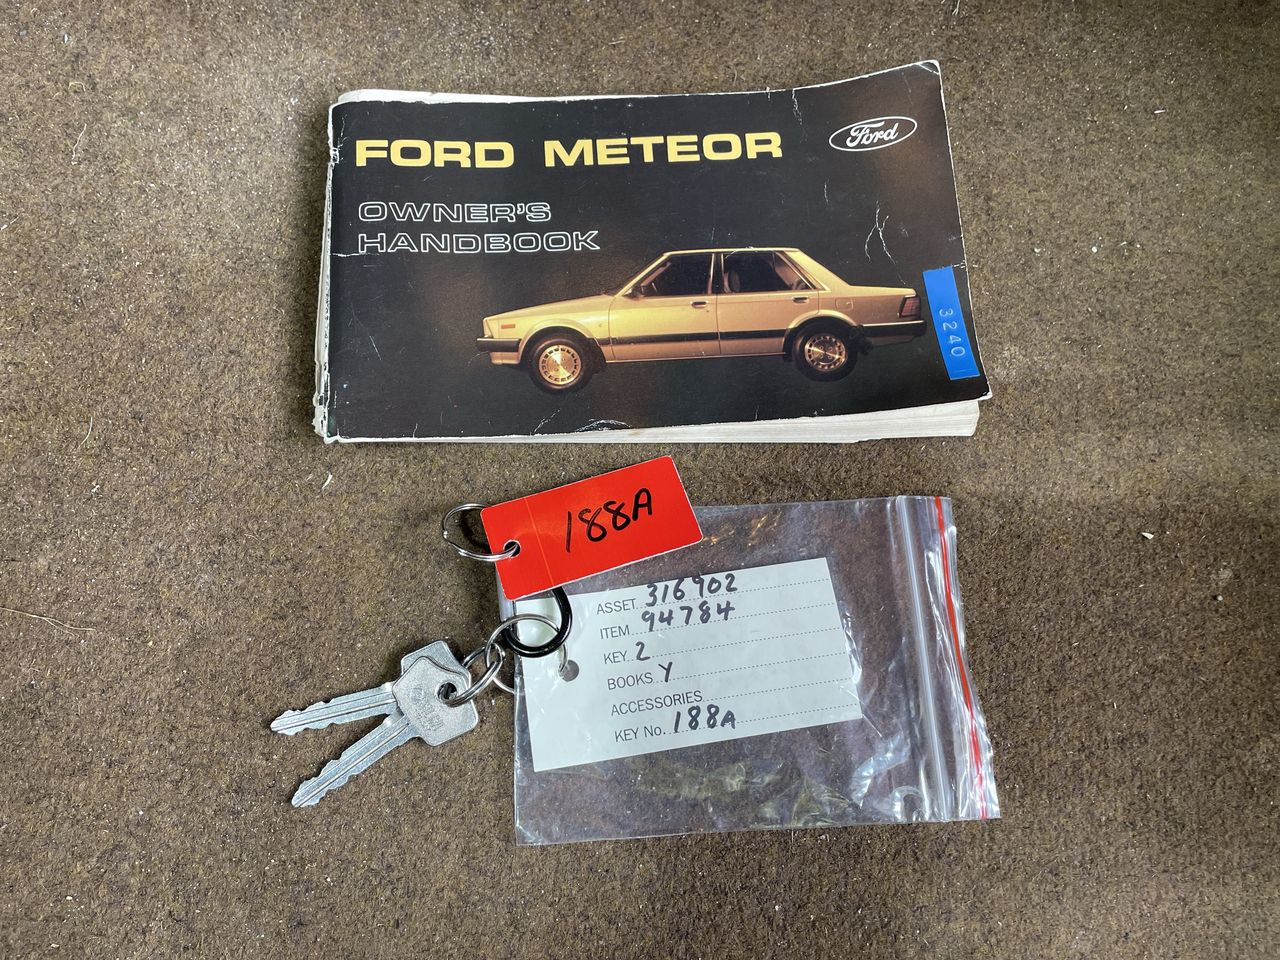 FORD METEOR
Ford
OWNER'S
HANDBOOK
3240
188A
ASSET 316902
ITEM 94784
KEY 2
BOOKS Y
ACCESSORIES
KEY No. 188A